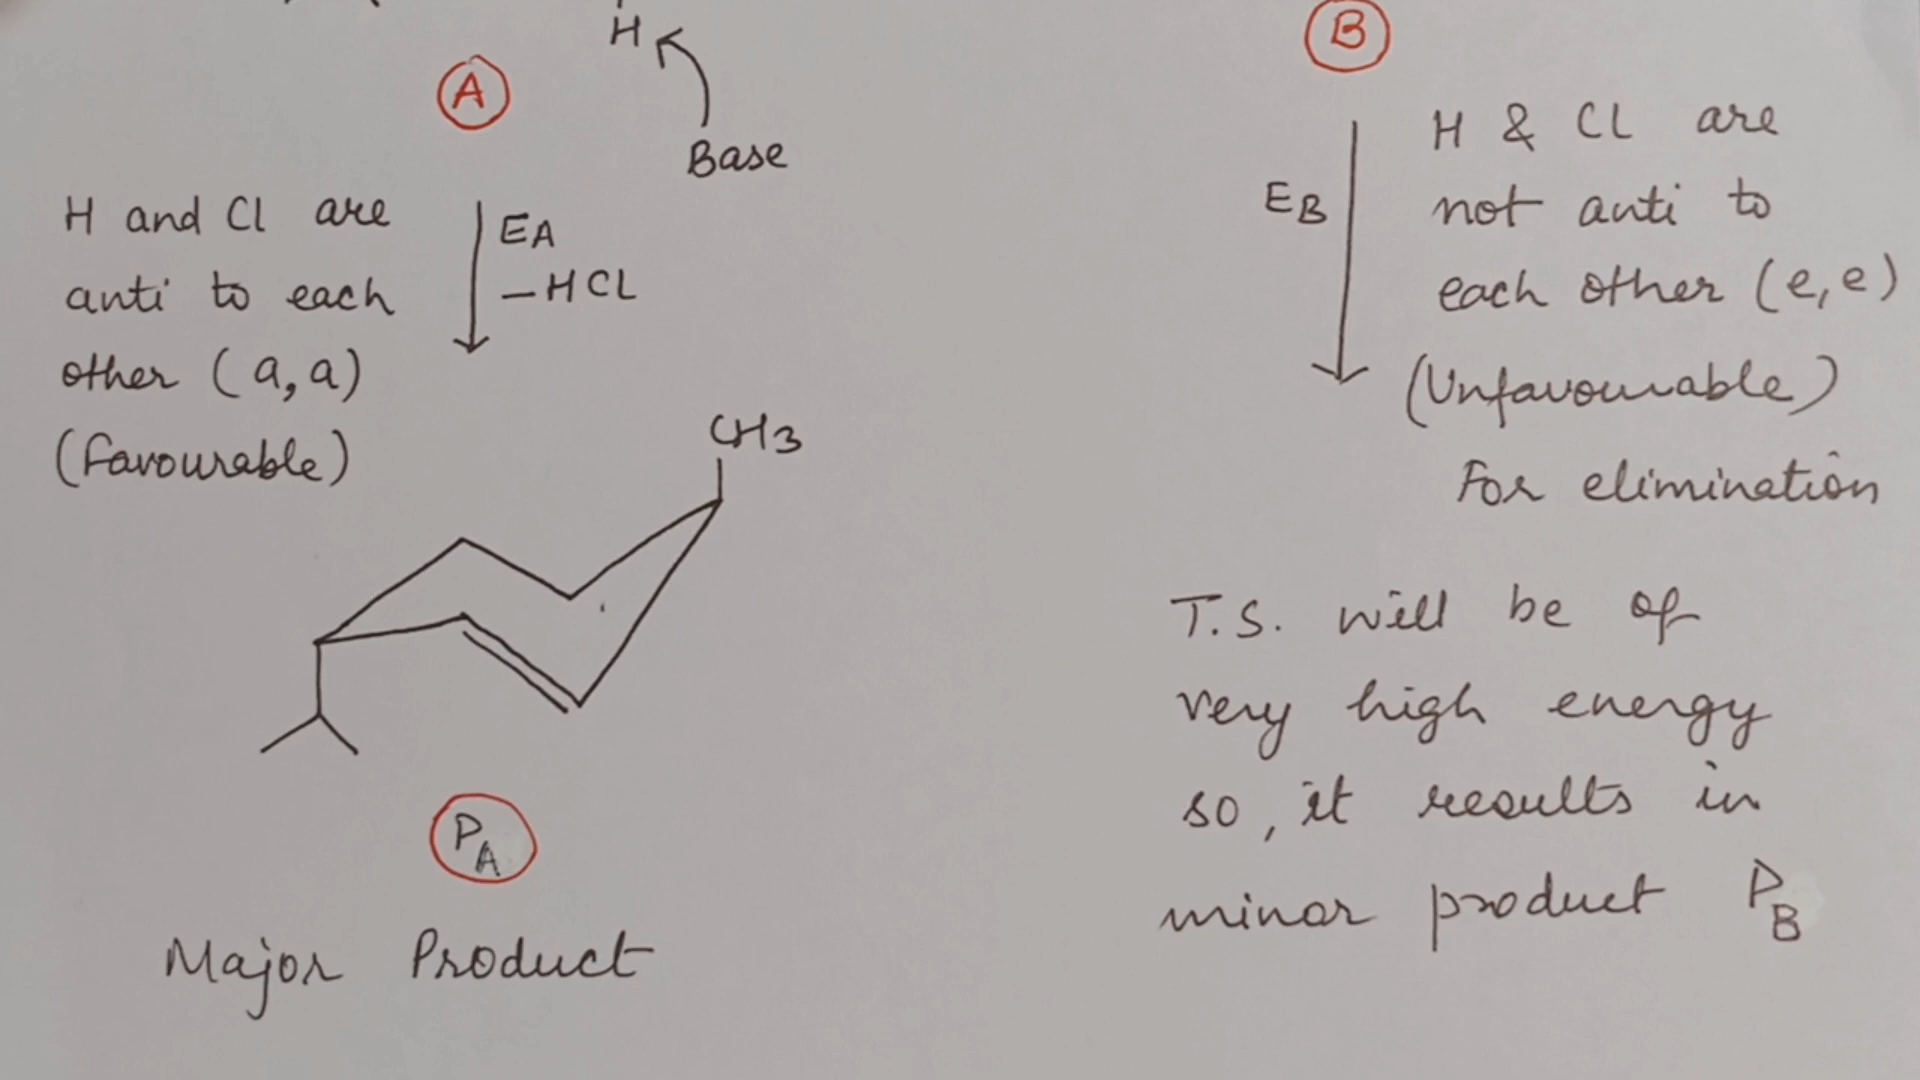 H
Base
A
H and Cl are
anti to each
other (a,a)
(Favourable)
EA
-HCL
CH3
PA
Major Product
B
EB
H & CL are
not anti to
each other (e,e)
(Unfavourable)
For elimination
T.S. will be of
very high energy
so, it results in
minor product PB